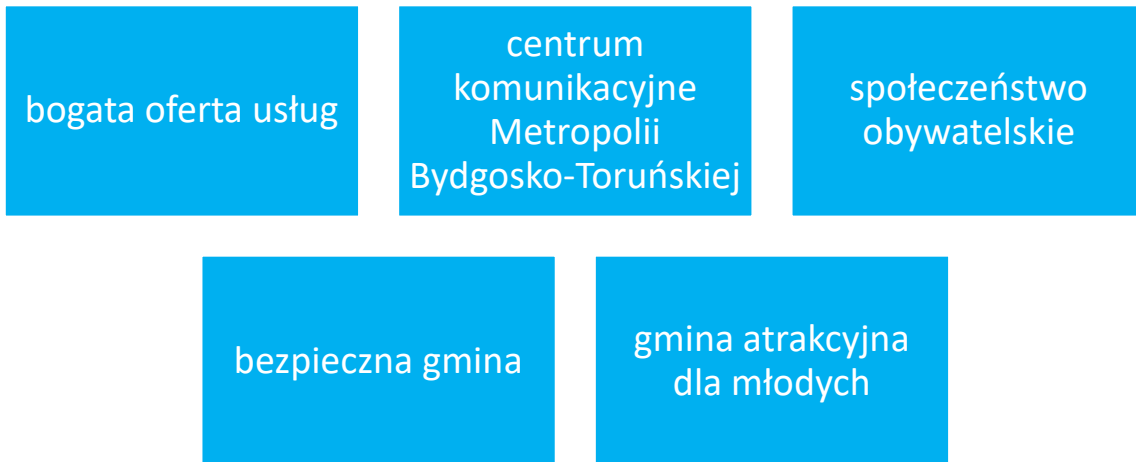 bogata oferta usług
centrum
komunikacyjne
Metropolii
Bydgosko-Toruńskiej
społeczeństwo
obywatelskie
bezpieczna gmina
gmina atrakcyjna
dla młodych